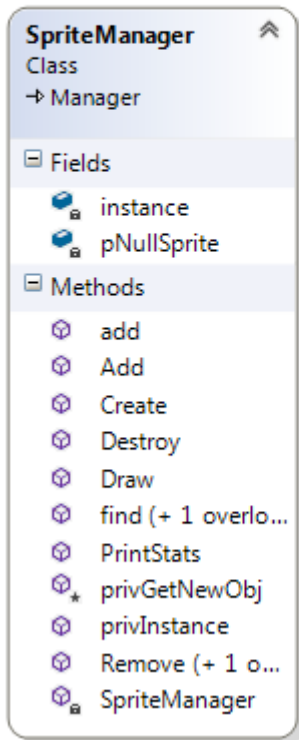 SpriteManager
Class
Manager
Fields
instance
pNullSprite
Methods
add
Add
Create
Destroy
Draw
find (+ 1 overlo...
PrintStats
privGetNewObj
privInstance
Remove (+ 1 o...
SpriteManager